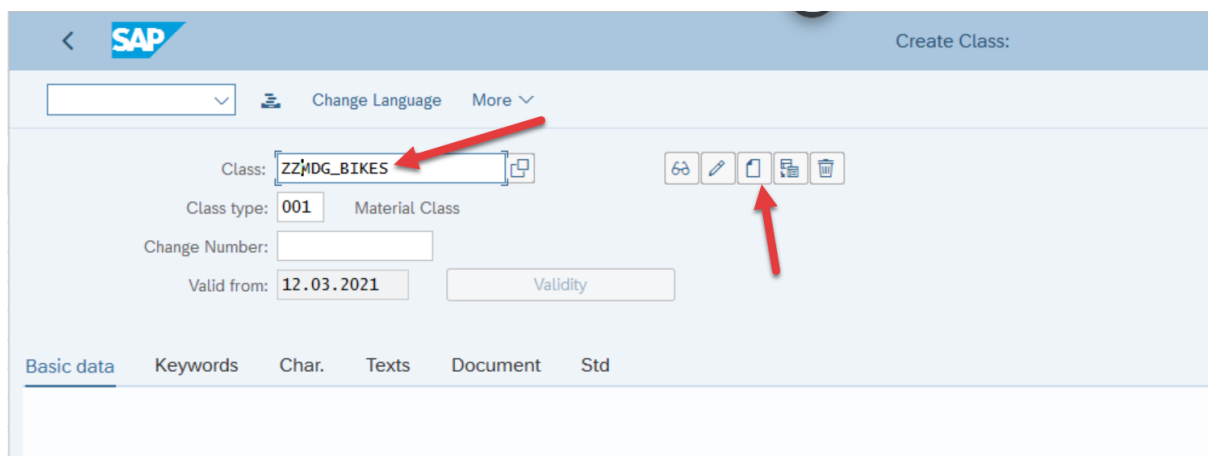 SAP Create Class:
Change Language More
Class: ZZMDG_BIKES
Class type: 001 Material Class
Change Number:
Valid from: 12.03.2021 Validity
Basic data Keywords Char. Texts Document Std